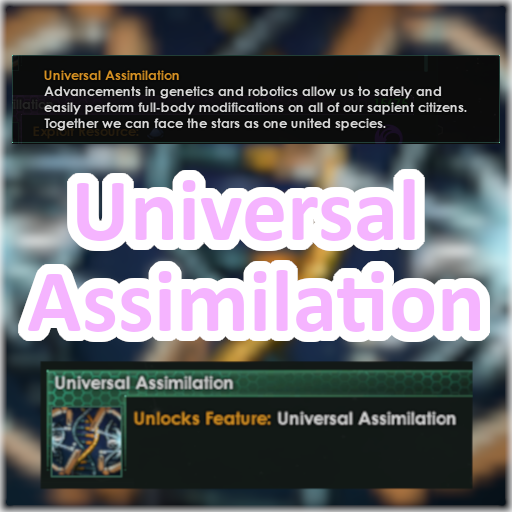 Universal Assimilation
Advancements in genetics and robotics allow us to safely and
easily perform full-body modifications on all of our sapient citizens.
Together we can face the stars as one united species.
Exploit Resource:
Universal
Assimilation
Universal Assimilation
Unlocks Feature: Universal Assimilation